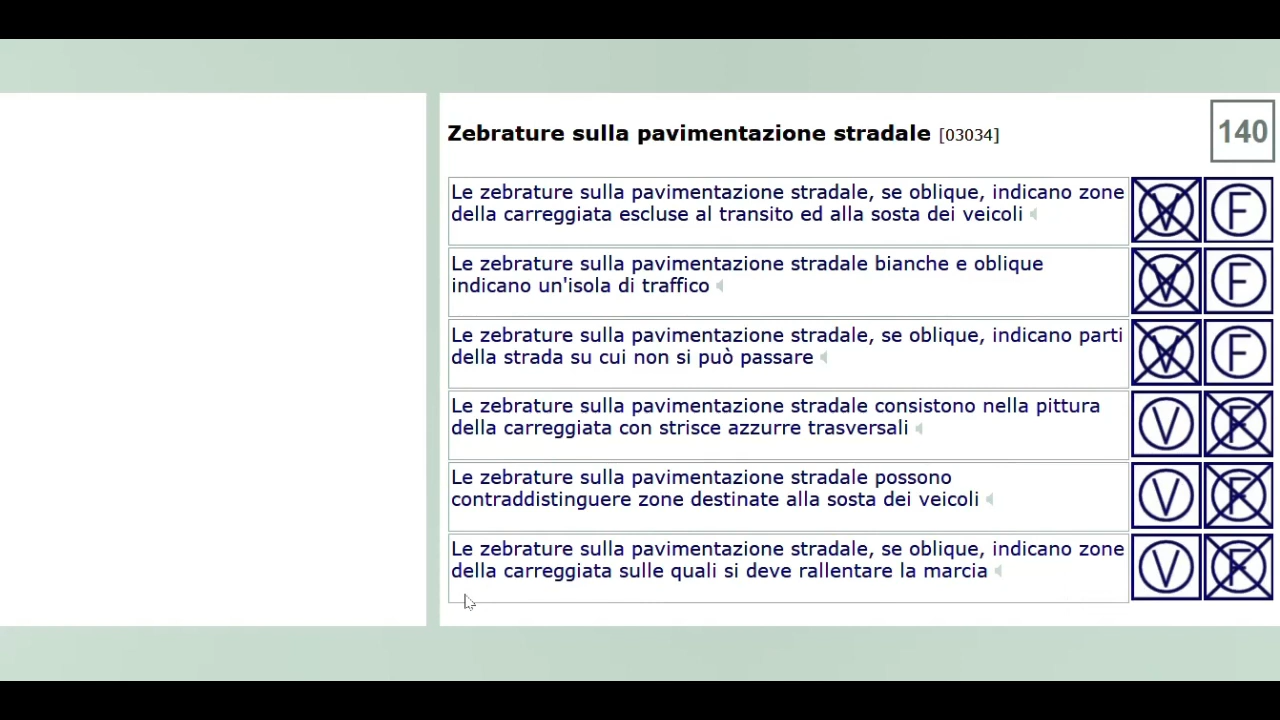 Zebrature sulla pavimentazione stradale [03034]
140
Le zebrature sulla pavimentazione stradale, se oblique, indicano zone
della carreggiata escluse al transito ed alla sosta dei veicoli
V F
Le zebrature sulla pavimentazione stradale bianche e oblique
indicano un'isola di traffico
V F
Le zebrature sulla pavimentazione stradale, se oblique, indicano parti
della strada su cui non si può passare
V F
Le zebrature sulla pavimentazione stradale consistono nella pittura
della carreggiata con strisce azzurre trasversali
V F
Le zebrature sulla pavimentazione stradale possono
contraddistinguere zone destinate alla sosta dei veicoli
V F
Le zebrature sulla pavimentazione stradale, se oblique, indicano zone
della carreggiata sulle quali si deve rallentare la marcia
V F